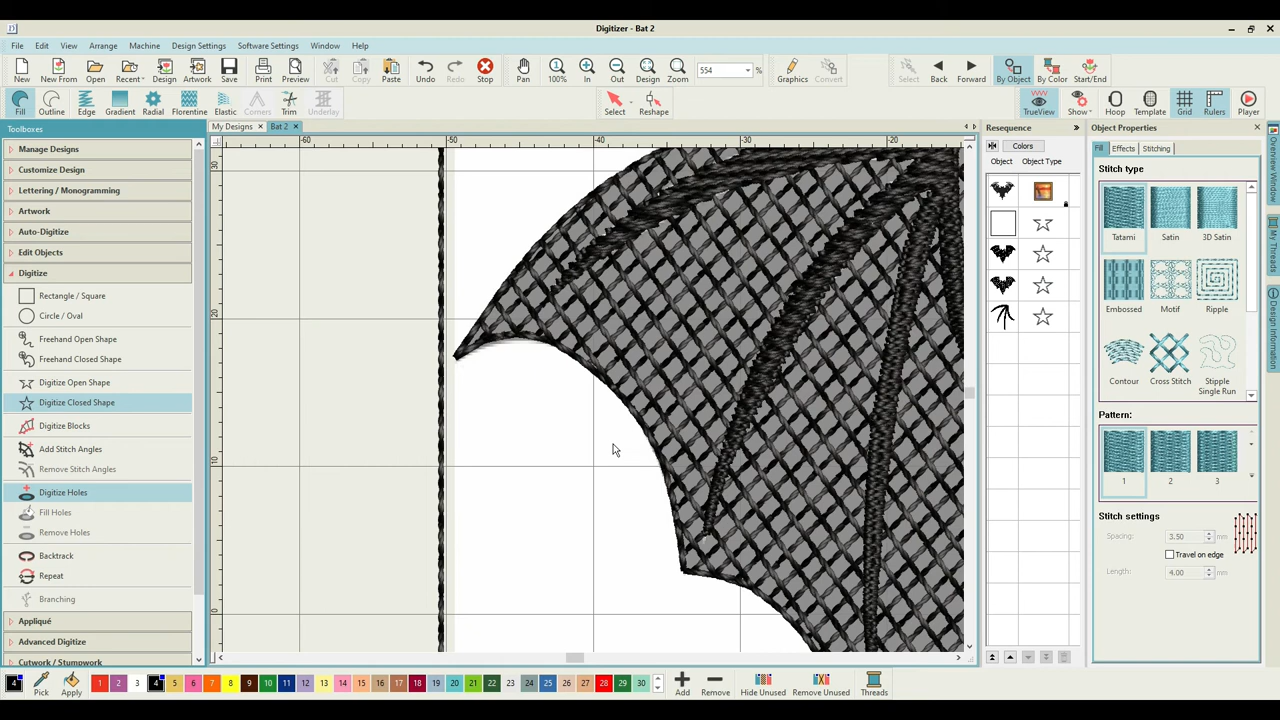 Digitizer - Bat 2
File Edit View Arrange Machine Design Settings Software Settings Window Help
New New From Open Recent Design Artwork Save Print Preview Cut Copy Paste Undo Redo Stop Pan 100% In Out Design Zoom 554 % Graphics Convert Select Back Forward By Object By Color Start/End
Fill Outline Edge Gradient Radial Florentine Elastic Corners Trim Underlay Select Reshape TrueView Show Hoop Template Grid Rulers Player
Toolboxes
My Designs Bat 2
Resequence
Object Properties
Manage Designs
Customize Design
Lettering / Monogramming
Artwork
Auto-Digitize
Edit Objects
Digitize
Rectangle / Square
Circle / Oval
Freehand Open Shape
Freehand Closed Shape
Digitize Open Shape
Digitize Closed Shape
Digitize Blocks
Add Stitch Angles
Remove Stitch Angles
Digitize Holes
Fill Holes
Remove Holes
Backtrack
Repeat
Branching
Appliqué
Advanced Digitize
Cutwork / Stumpwork
-60 -50 -40 -30 -20
30
20
10
0
Colors
Object Object Type
Fill Effects Stitching
Stitch type
Tatami Satin 3D Satin
Embossed Motif Ripple
Contour Cross Stitch Stipple Single Run
Pattern:
1 2 3
Stitch settings
Spacing: 3.50 mm
Travel on edge
Length: 4.00 mm
Overview Window
My Threads
Design Information
4 Pick Apply 1 2 3 4 5 6 7 8 9 10 11 12 13 14 15 16 17 18 19 20 21 22 23 24 25 26 27 28 29 30 Add Remove Hide Unused Remove Unused Threads